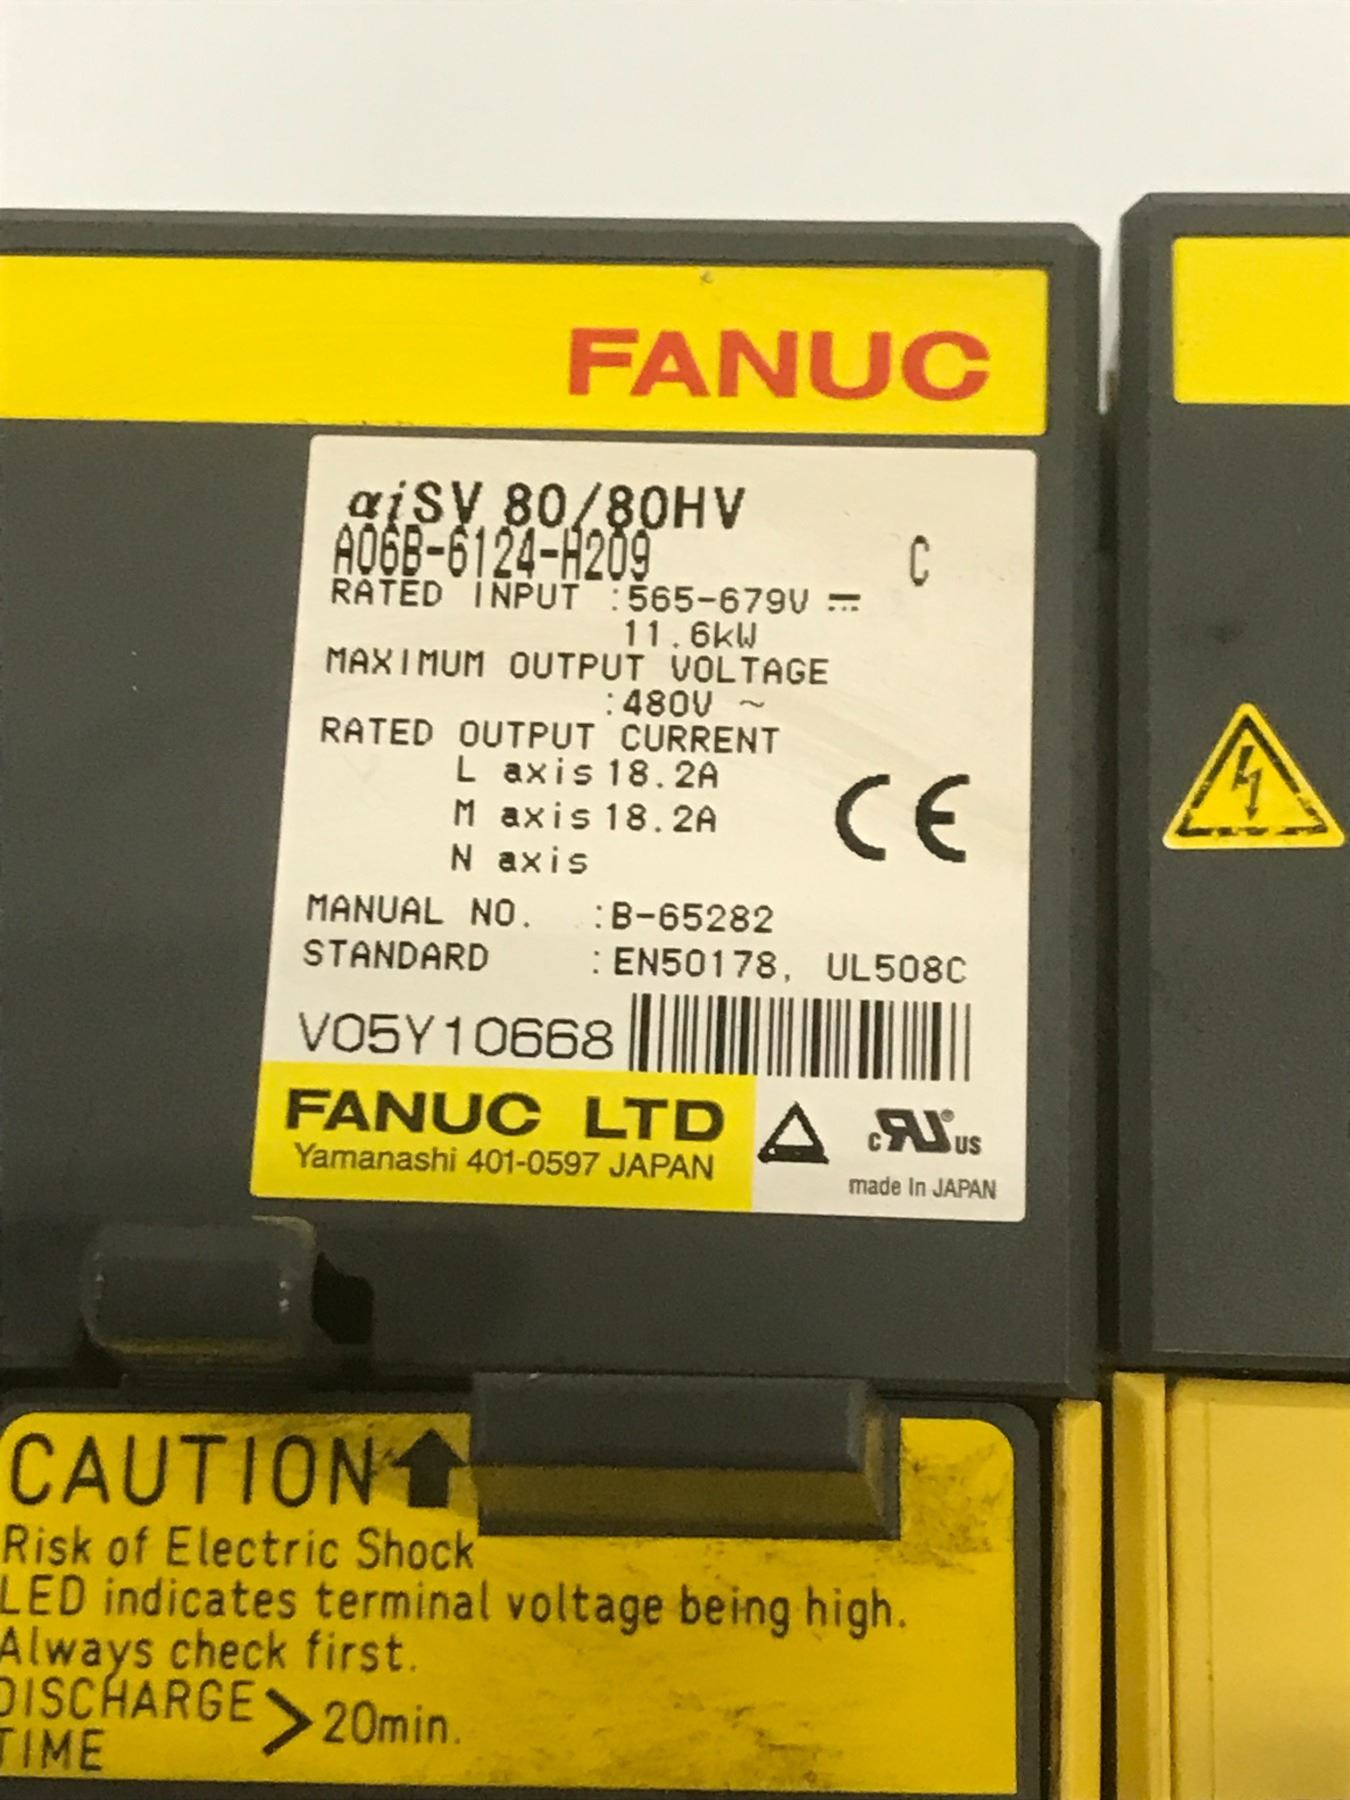 FANUC
αiSV 80/80HV
A06B-6124-H209 C
RATED INPUT :565-679V ⎓
11.6kW
MAXIMUM OUTPUT VOLTAGE
:480V ~
RATED OUTPUT CURRENT
L axis 18.2A
M axis 18.2A
N axis
CE
MANUAL NO. :B-65282
STANDARD :EN50178, UL508C
V05Y10668
FANUC LTD
Yamanashi 401-0597 JAPAN
c RU ® US
made In JAPAN
CAUTION
Risk of Electric Shock
LED indicates terminal voltage being high.
Always check first.
DISCHARGE
TIME > 20min.